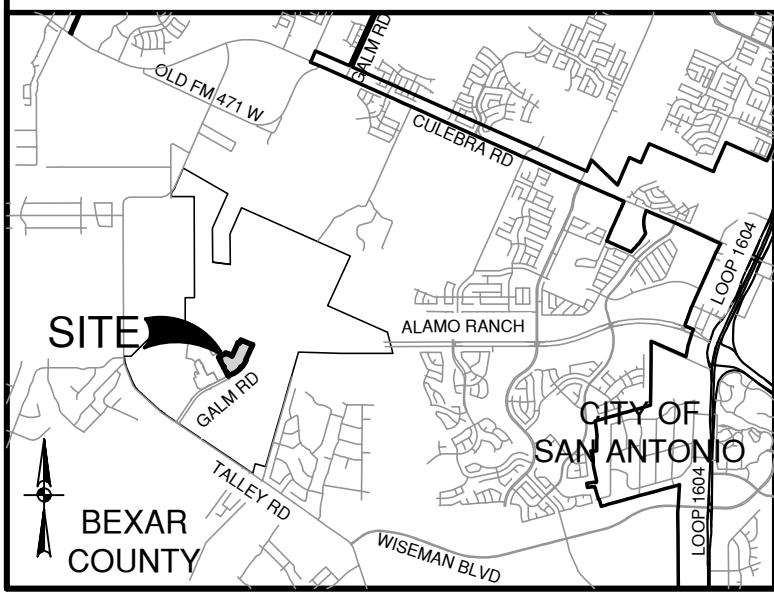 GALM RD
OLD FM 471 W
CULEBRA RD
LOOP 1604
SITE
ALAMO RANCH
GALM RD
CITY OF
SAN ANTONIO
TALLEY RD
LOOP 1604
BEXAR
COUNTY
WISEMAN BLVD